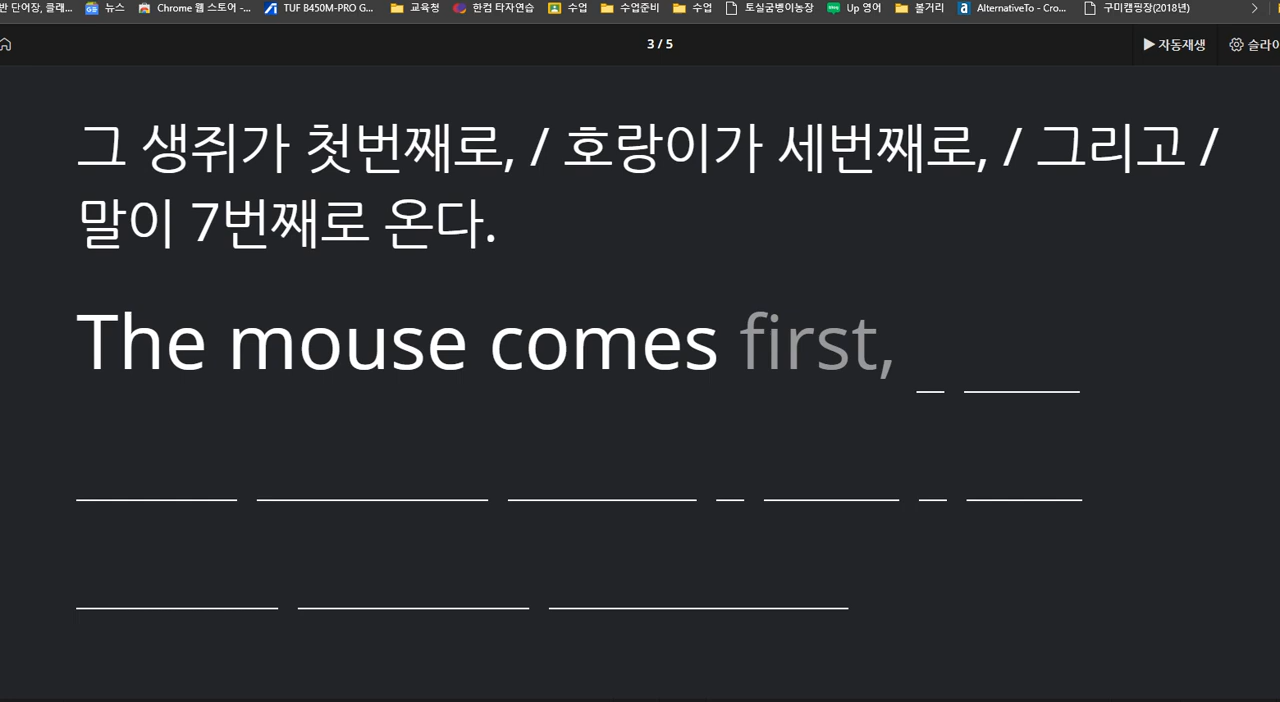 반 단어장, 클래... 뉴스 Chrome 웹 스토어 -... TUF B450M-PRO G... 교육청 한컴 타자연습 수업 수업준비 수업 토실굼벵이농장 Up 영어 볼거리 AlternativeTo - Cro... 구미캠핑장(2018년)
3 / 5 자동재생 슬라이
그 생쥐가 첫번째로, / 호랑이가 세번째로, / 그리고 /
말이 7번째로 온다.
The mouse comes first,